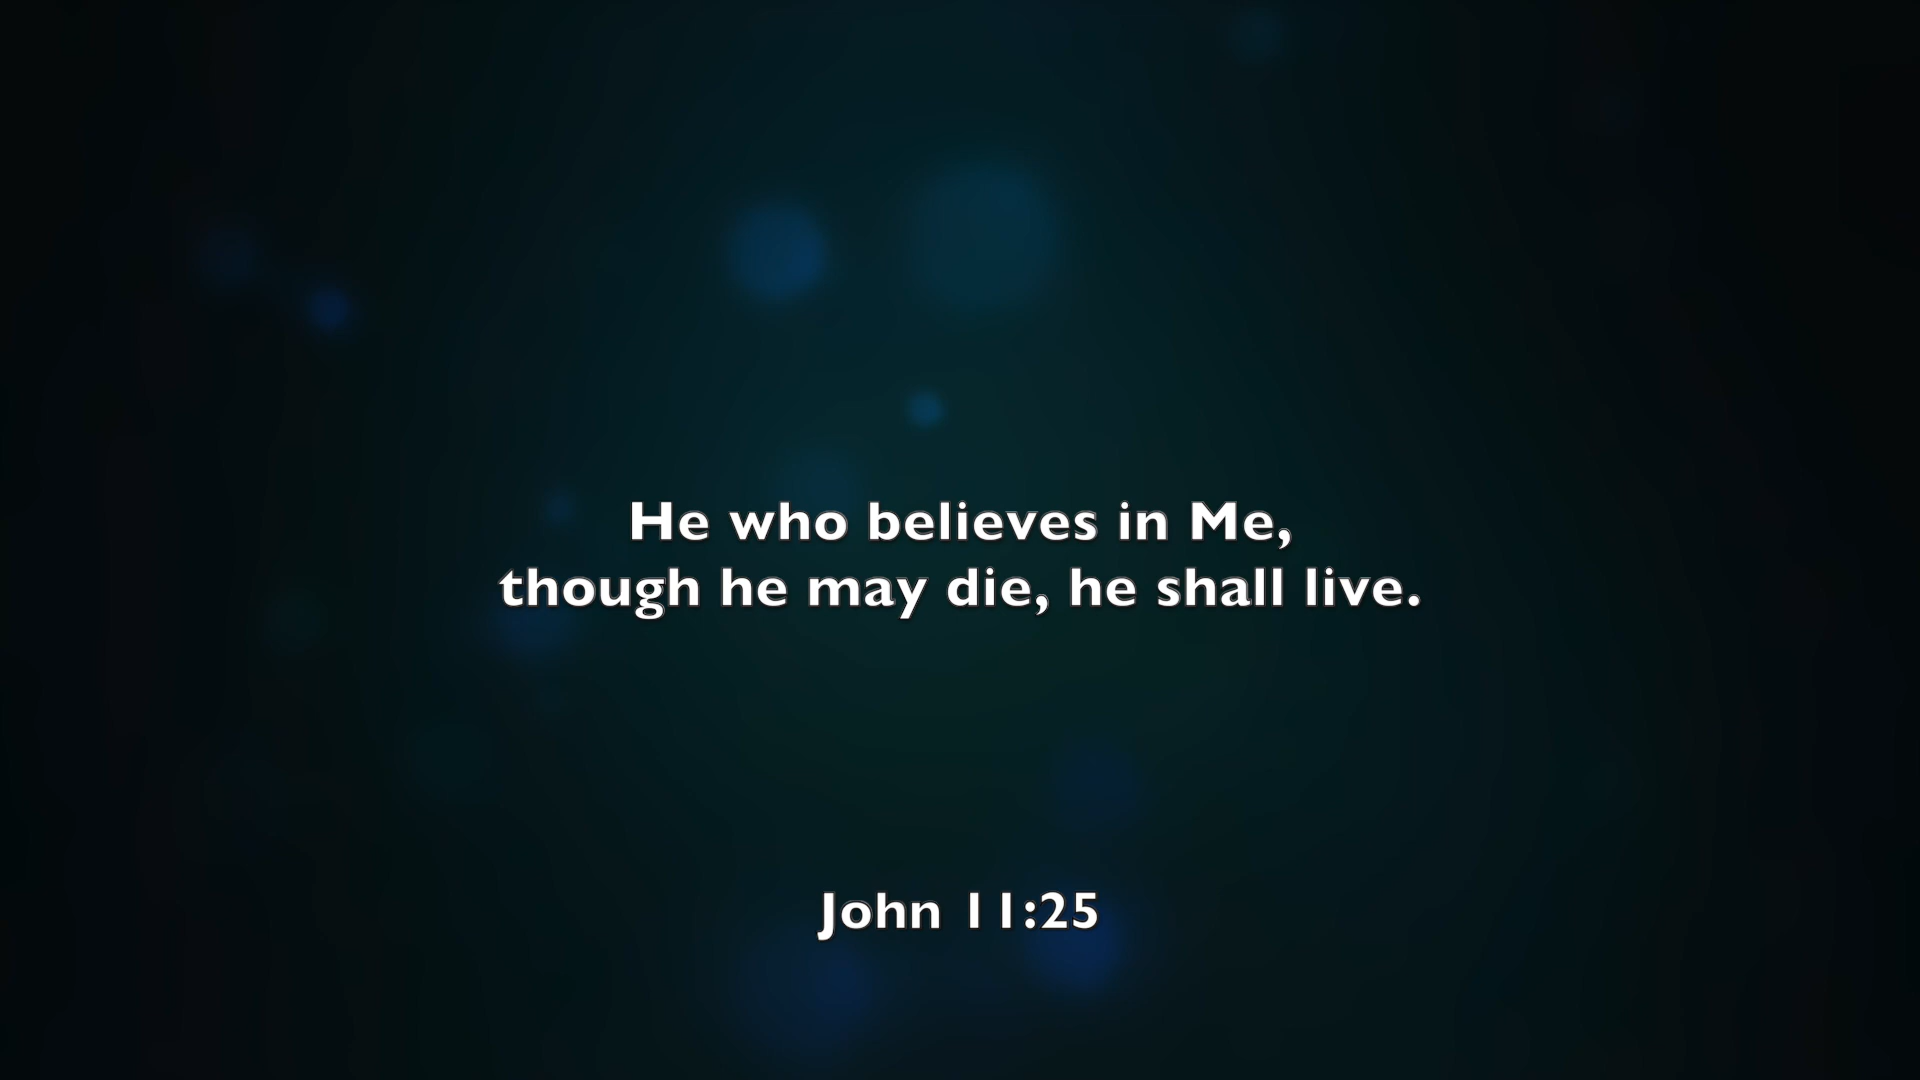 He who believes in Me,
though he may die, he shall live.
John 11:25